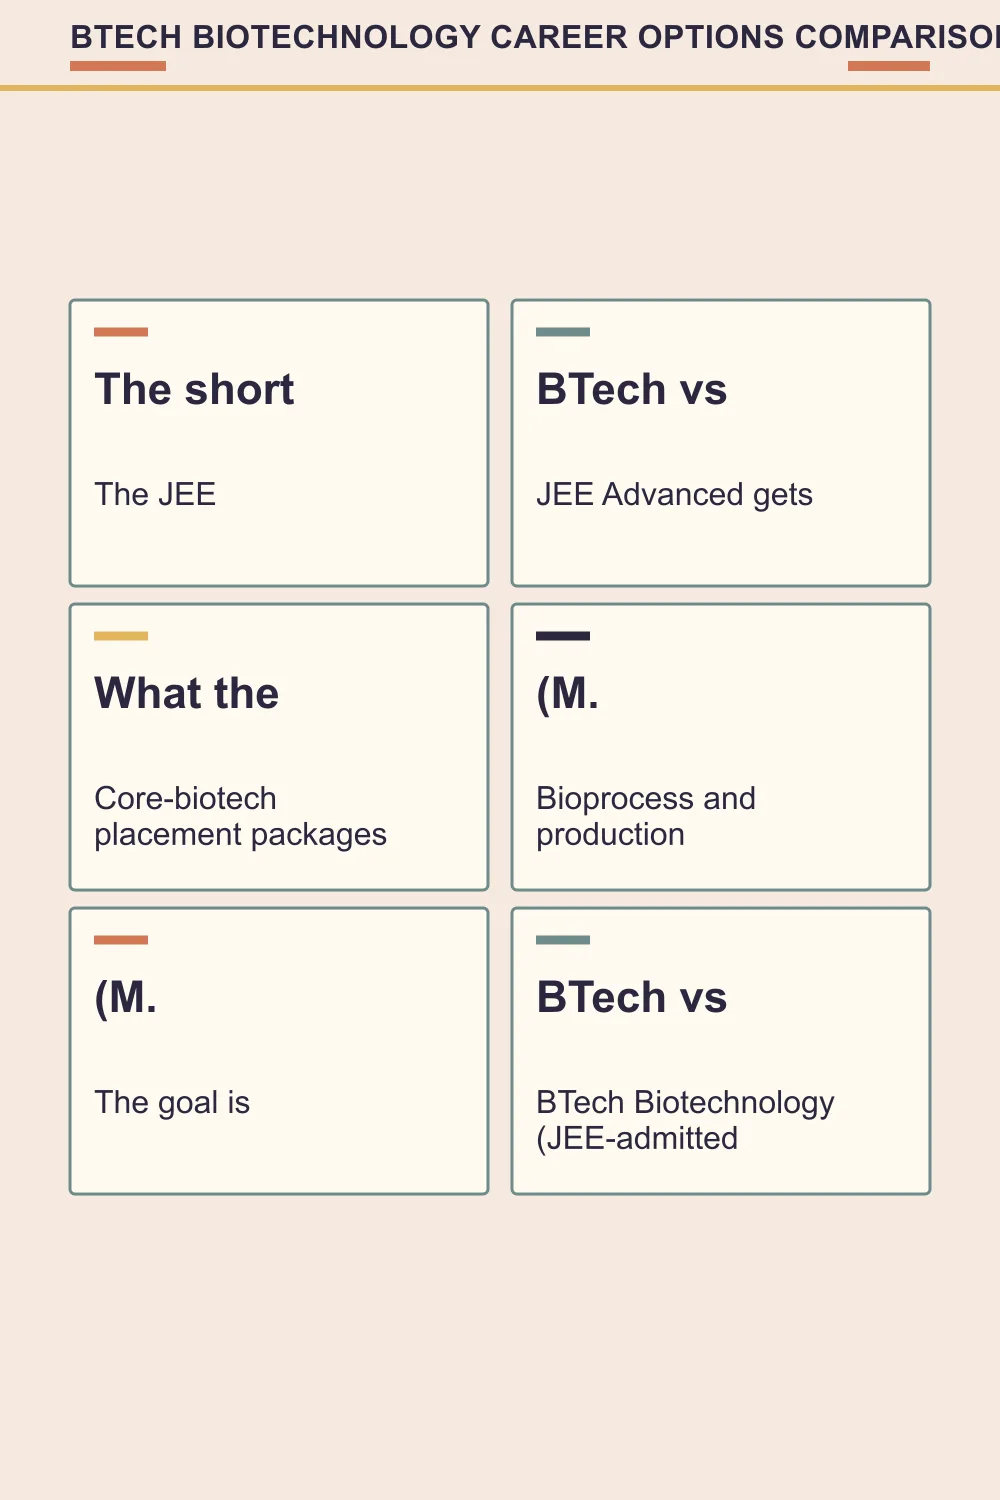 BTECH BIOTECHNOLOGY CAREER OPTIONS COMPARISO
The short
The JEE
BTech vs
JEE Advanced gets
What the
Core-biotech
placement packages
(M.
Bioprocess and
production
(M.
The goal is
BTech vs
BTech Biotechnology
(JEE-admitted